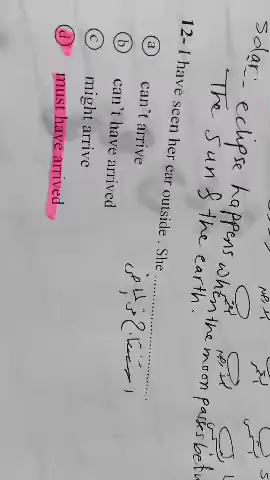 solar: eclipse happens when the moon passes
The sun & the earth.
12- I have seen her car outside . She ..............................
a can't arrive
b can't have arrived
c might arrive
d must have arrived